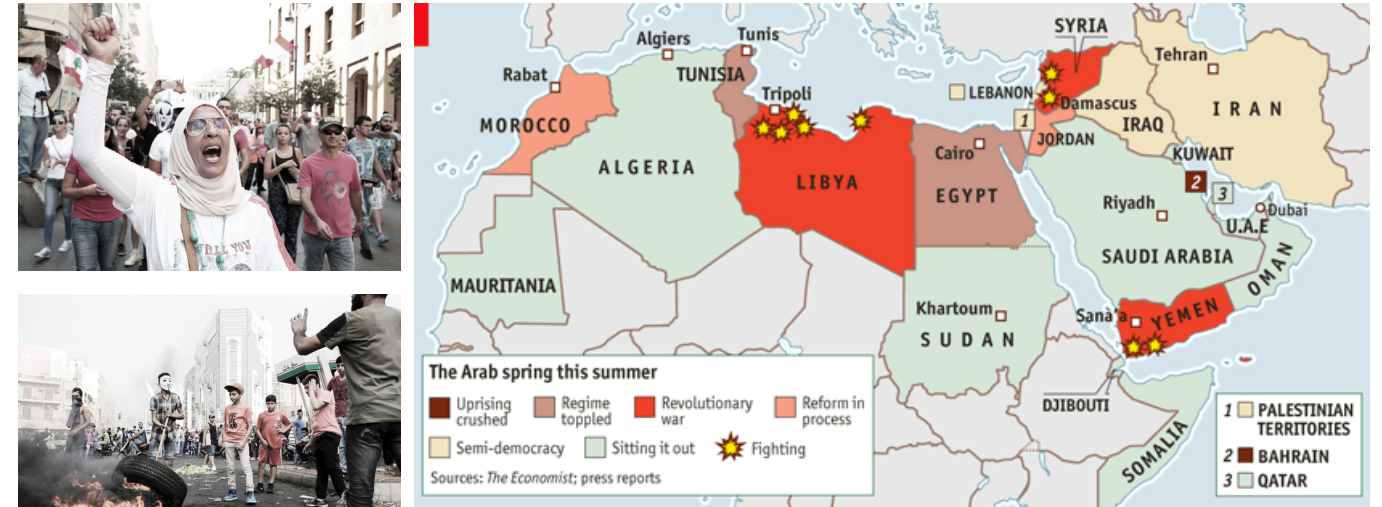 ALL YOU
Algiers
Tunis
SYRIA
Tehran
Rabat
TUNISIA
Tripoli
LEBANON
Damascus
IRAN
MOROCCO
1
IRAQ
JORDAN
ALGERIA
LIBYA
Cairo
KUWAIT
EGYPT
2
3
Riyadh
Dubai
U.A.E
SAUDI ARABIA
OMAN
MAURITANIA
Khartoum
Sana'a
YEMEN
SUDAN
DJIBOUTI
SOMALIA
The Arab spring this summer
Uprising
crushed
Regime
toppled
Revolutionary
war
Reform in
process
Semi-democracy
Sitting it out
Fighting
Sources: The Economist; press reports
1 PALESTINIAN
TERRITORIES
2 BAHRAIN
3 QATAR